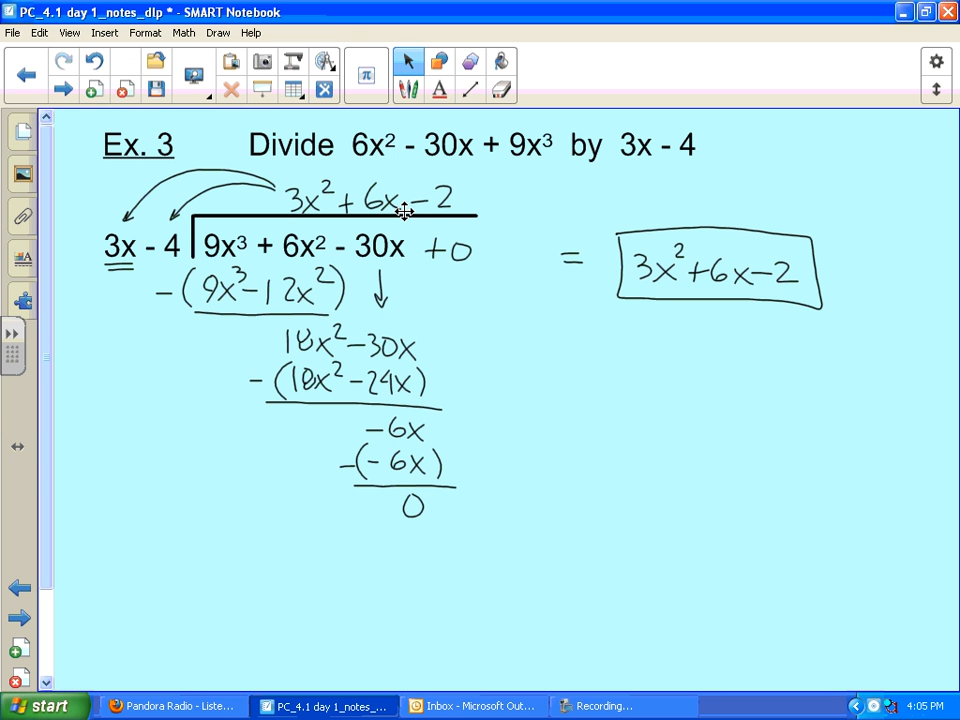 PC_4.1 day 1_notes_dlp * - SMART Notebook
File Edit View Insert Format Math Draw Help
π
Ex. 3 Divide 6x² - 30x + 9x³ by 3x - 4
3x² + 6x - 2
3x - 4 9x³ + 6x² - 30x + 0 = 3x² + 6x - 2
- (9x³ - 12x²)
18x² - 30x
- (18x² - 24x)
- 6x
- (- 6x)
0
start Pandora Radio - Liste... PC_4.1 day 1_notes_... Inbox - Microsoft Out... Recording... 4:05 PM